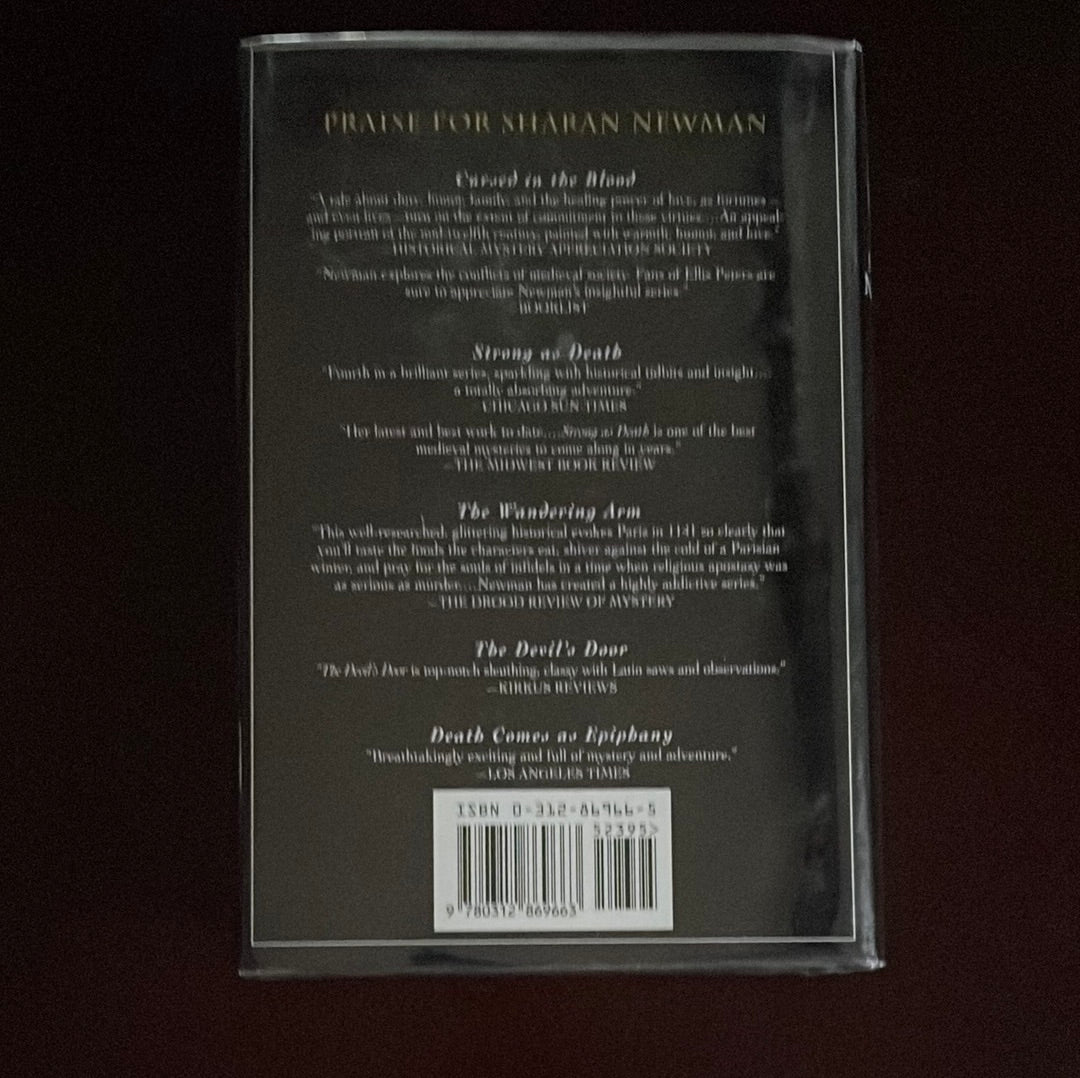 PRAISE FOR SHARAN NEWMAN
Cursed in the Blood
"A tale about duty, honor, family, and the healing power of love, as fortunes—
and even lives—turn on the extent of commitment to those virtues.... An appeal-
ing portrait of the mid-twelfth century, painted with warmth, humor, and love."
HISTORICAL MYSTERY APPRECIATION SOCIETY
"Newman explores the conflicts of medieval society. Fans of Ellis Peters are
sure to appreciate Newman's insightful series."
—BOOKLIST
Strong as Death
"Fourth in a brilliant series, sparkling with historical tidbits and insight...
a totally absorbing adventure."
—CHICAGO SUN-TIMES
"Her latest and best work to date....Strong as Death is one of the best
medieval mysteries to come along in years."
—THE MIDWEST BOOK REVIEW
The Wandering Arm
"This well-researched, glittering historical evokes Paris in 1141 so clearly that
you'll taste the foods the characters eat, shiver against the cold of a Parisian
winter, and pray for the souls of infidels in a time when religious apostasy was
as serious as murder....Newman has created a highly addictive series."
—THE DROOD REVIEW OF MYSTERY
The Devil's Door
"The Devil's Door is top-notch sleuthing, classy with Latin saws and observations."
—KIRKUS REVIEWS
Death Comes as Epiphany
"Breathtakingly exciting and full of mystery and adventure."
—LOS ANGELES TIMES
ISBN 0-312-86966-5
52395>
9 780312 869663